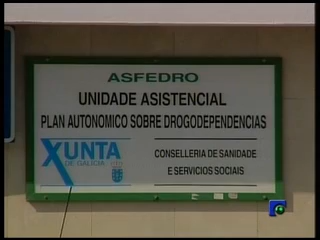 ASFEDRO
UNIDADE ASISTENCIAL
PLAN AUTONOMICO SOBRE DROGODEPENDENCIAS
XUNTA
DE GALICIA
CONSELLERIA DE SANIDADE
E SERVICIOS SOCIAIS